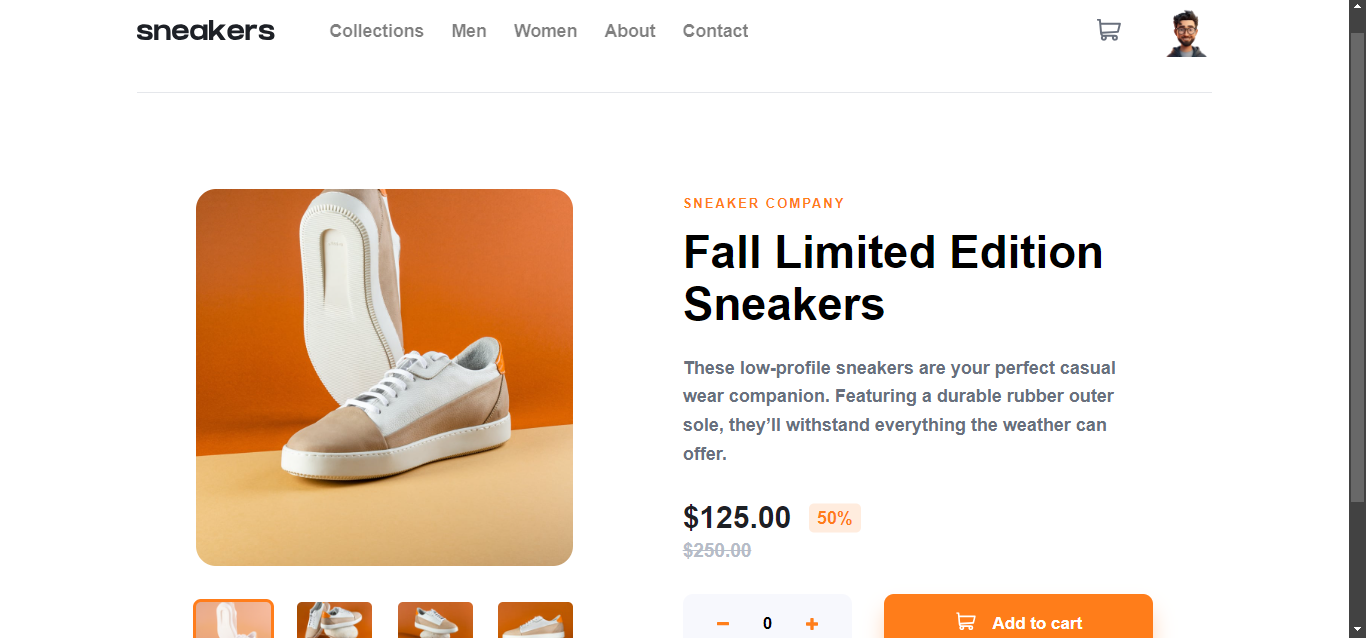 sneakers
Collections Men Women About Contact
SNEAKER COMPANY
Fall Limited Edition
Sneakers
These low-profile sneakers are your perfect casual
wear companion. Featuring a durable rubber outer
sole, they’ll withstand everything the weather can
offer.
$125.00 50%
$250.00
0
Add to cart